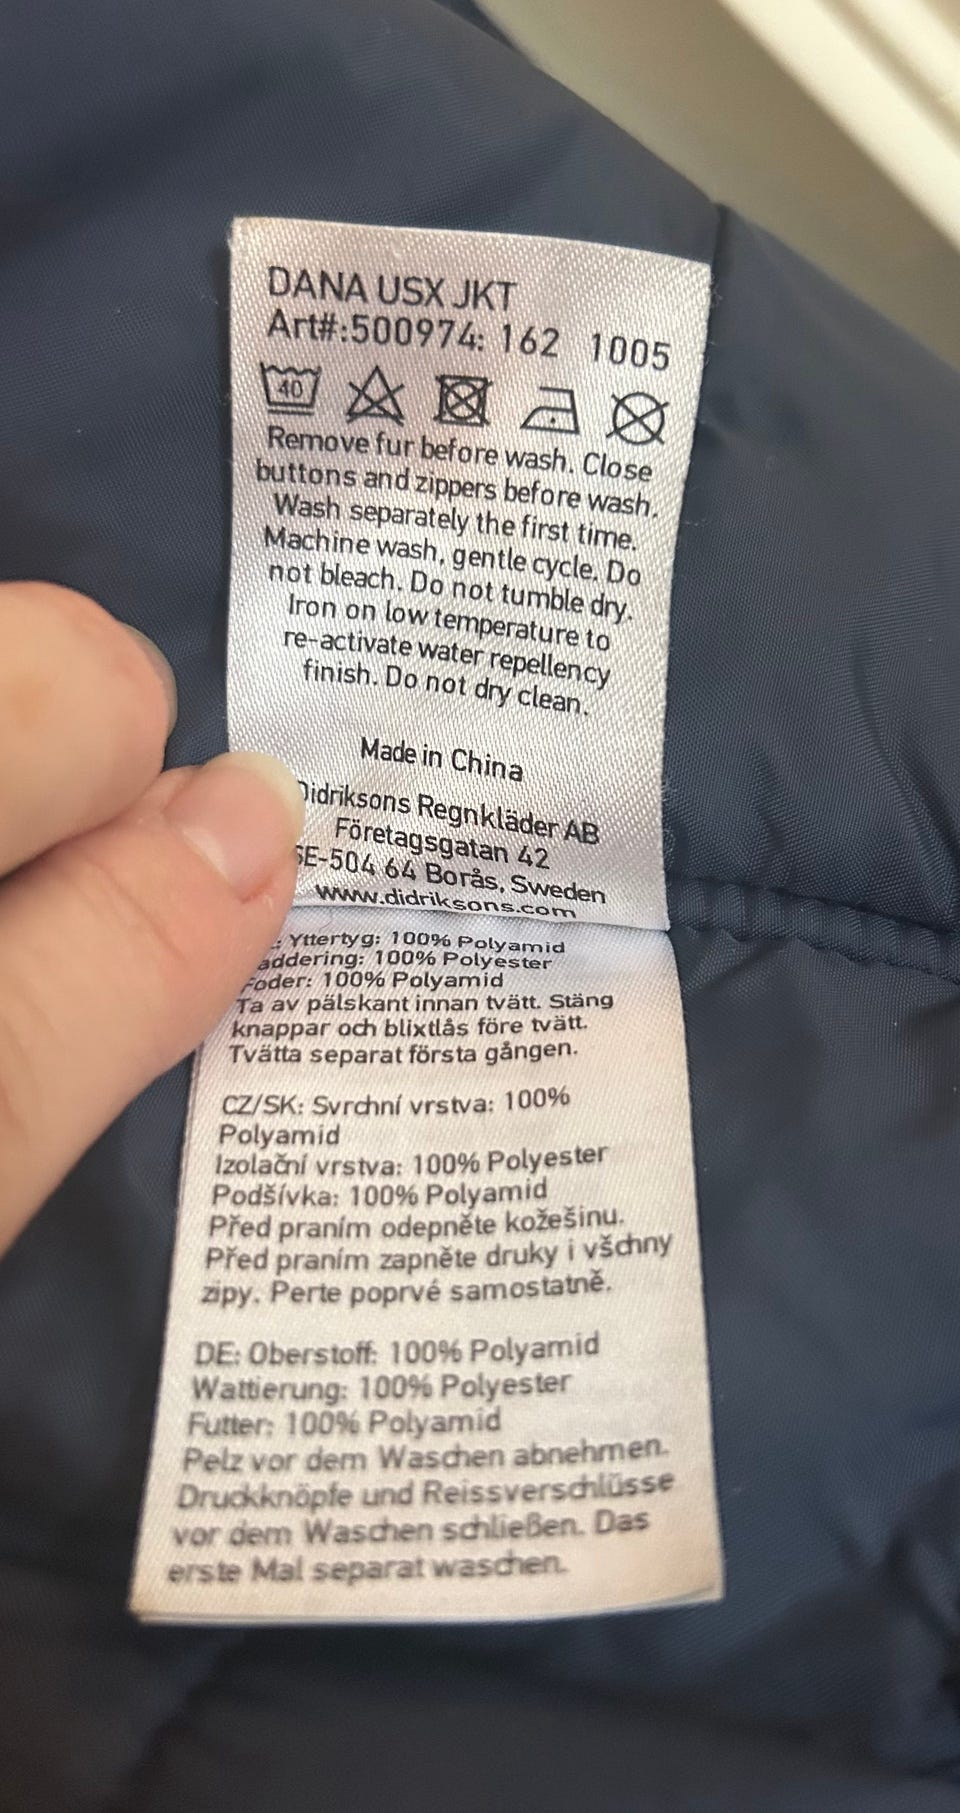 DANA USX JKT
Art#:500974: 162 1005
40
Remove fur before wash. Close
buttons and zippers before wash.
Wash separately the first time.
Machine wash, gentle cycle. Do
not bleach. Do not tumble dry.
Iron on low temperature to
re-activate water repellency
finish. Do not dry clean.
Made in China
Didriksons Regnkläder AB
Företagsgatan 42
SE-504 64 Borås, Sweden
www.didriksons.com
Yttertyg: 100% Polyamid
addering: 100% Polyester
Foder: 100% Polyamid
Ta av pälskant innan tvätt. Stäng
knappar och blixtlås före tvätt.
Tvätta separat första gången.
CZ/SK: Svrchní vrstva: 100%
Polyamid
Izolační vrstva: 100% Polyester
Podšívka: 100% Polyamid
Před praním odepněte kožešinu.
Před praním zapněte druky i všchny
zipy. Perte poprvé samostatně.
DE: Oberstoff: 100% Polyamid
Wattierung: 100% Polyester
Futter: 100% Polyamid
Pelz vor dem Waschen abnehmen.
Druckknöpfe und Reissverschlüsse
vor dem Waschen schließen. Das
erste Mal separat waschen.